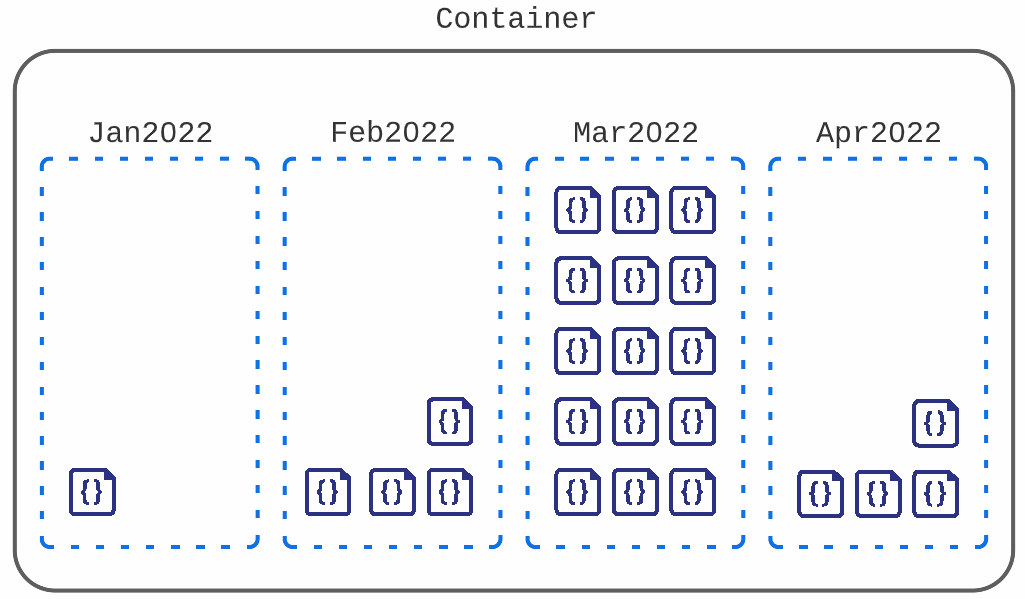 Container
Jan2022 Feb2022 Mar2022 Apr2022
{} {} {}
{} {} {}
{} {} {}
{} {} {} {} {}
{} {} {} {} {} {} {} {} {} {}